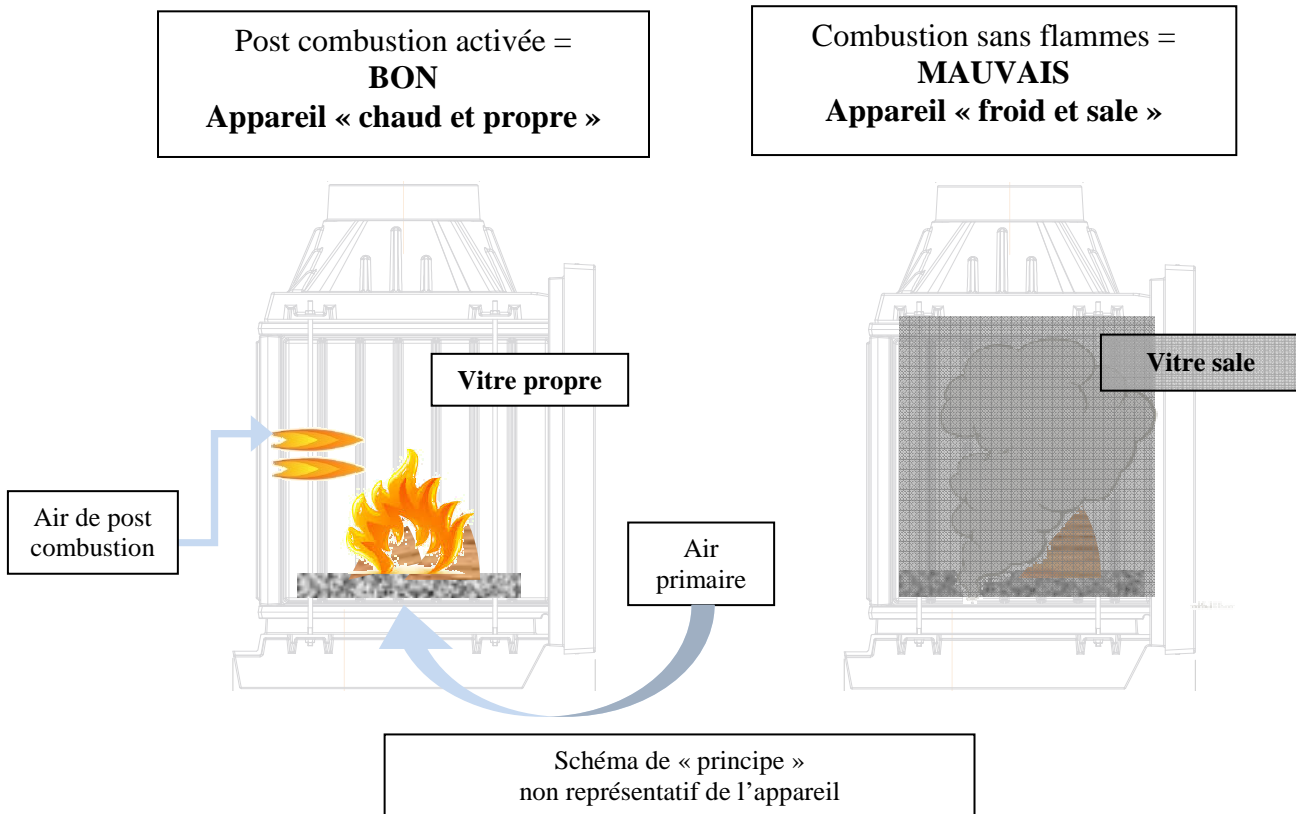 Post combustion activée =
BON
Appareil « chaud et propre »
Combustion sans flammes =
MAUVAIS
Appareil « froid et sale »
Vitre propre
Vitre sale
Air de post
combustion
Air
primaire
Schéma de « principe »
non représentatif de l’appareil